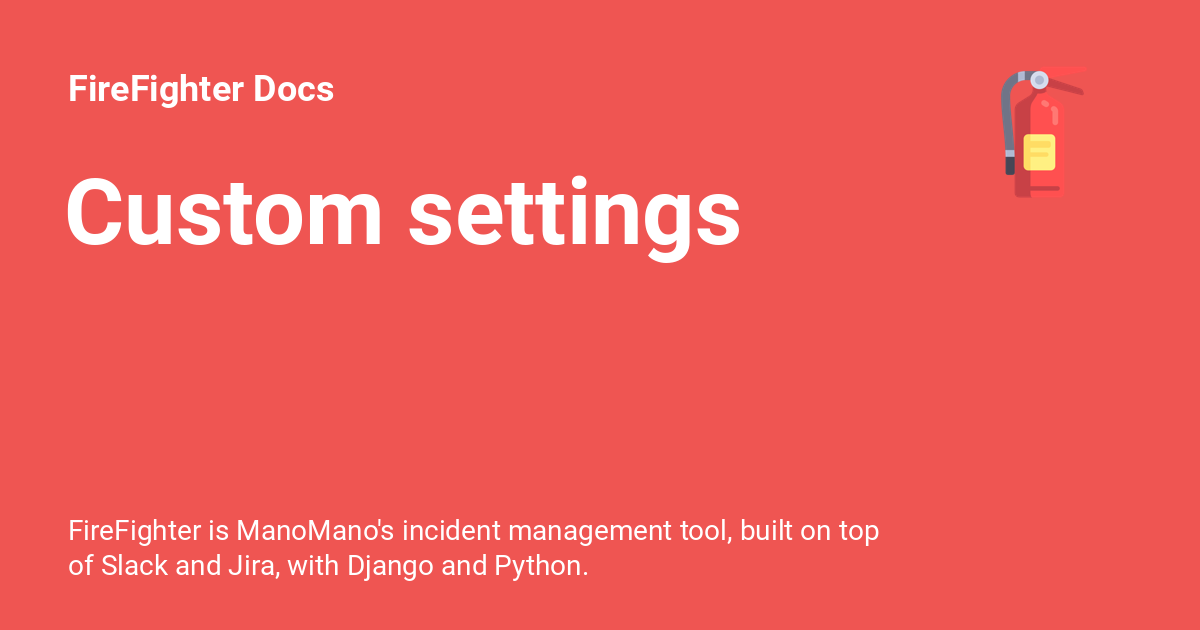 FireFighter Docs
Custom settings
FireFighter is ManoMano's incident management tool, built on top
of Slack and Jira, with Django and Python.